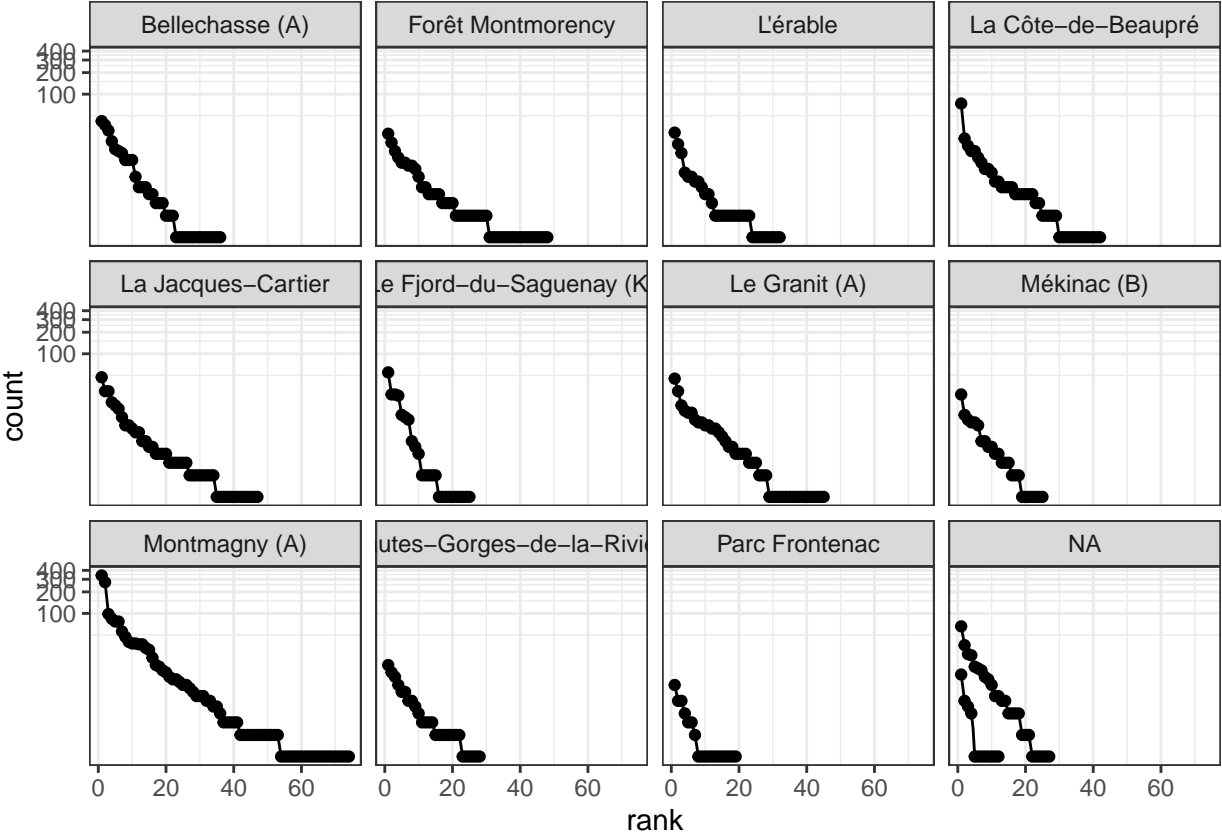 Bellechasse (A)
Forêt Montmorency
L'érable
La Côte−de−Beaupré
400
300
200
100
La Jacques−Cartier
e Fjord−du−Saguenay (K
Le Granit (A)
Mékinac (B)
400
300
200
100
count
Montmagny (A)
utes−Gorges−de−la−Rivi
Parc Frontenac
NA
400
300
200
100
0 20 40 60
0 20 40 60
0 20 40 60
0 20 40 60
rank